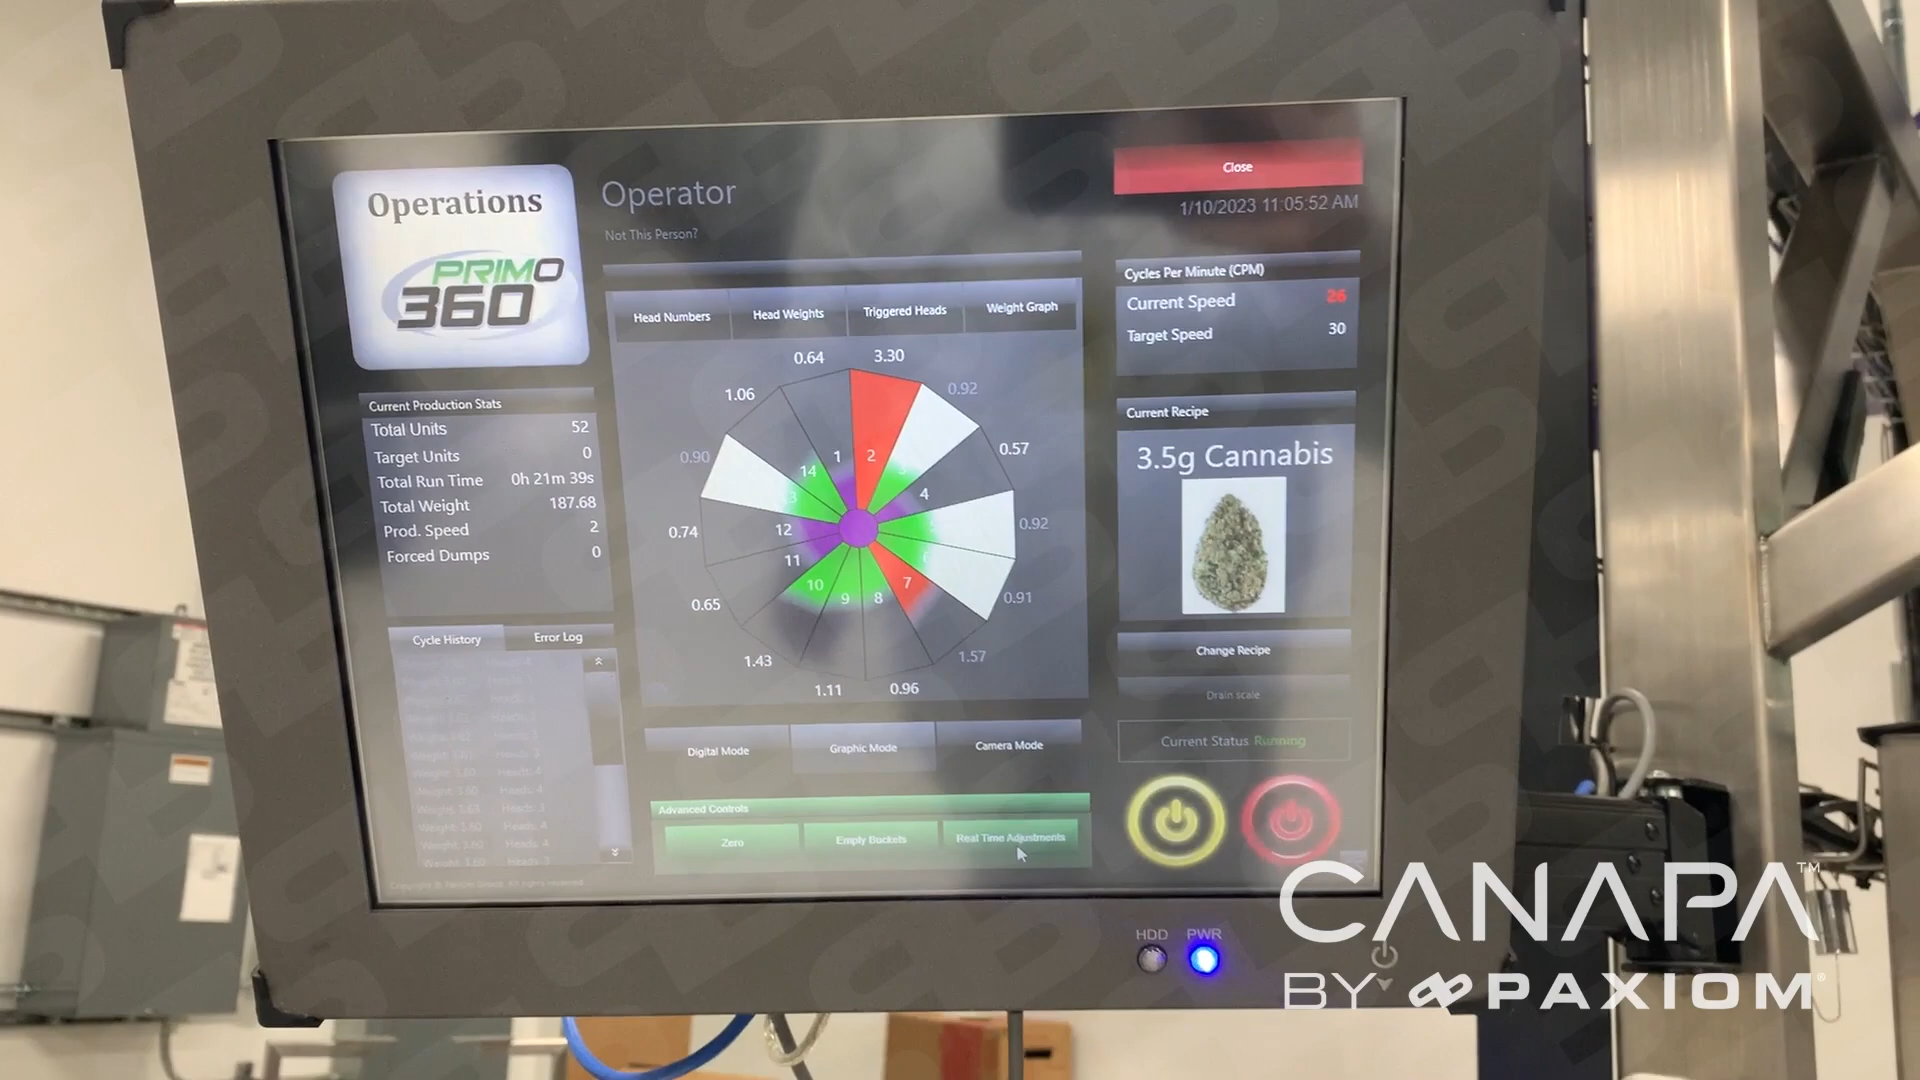 Operations
PRIMO
360
Operator
Not This Person?
Close
1/10/2023 11:05:52 AM
Current Production Stats
Total Units 52
Target Units 0
Total Run Time 0h 21m 39s
Total Weight 187.68
Prod. Speed 2
Forced Dumps 0
Cycle History Error Log
Head Numbers Head Weights Triggered Heads Weight Graph
0.64 3.30
1.06 0.92
0.90 0.57
0.74 0.92
0.65 0.91
1.43 1.57
1.11 0.96
14 1 2
4
12
11
10 9 8 7
Digital Mode Graphic Mode Camera Mode
Advanced Controls
Zero Empty Buckets Real Time Adjustments
Cycles Per Minute (CPM)
Current Speed 26
Target Speed 30
Current Recipe
3.5g Cannabis
Change Recipe
Drain scale
Current Status Running
HDD PWR
CANAPA™
BY PAXIOM®